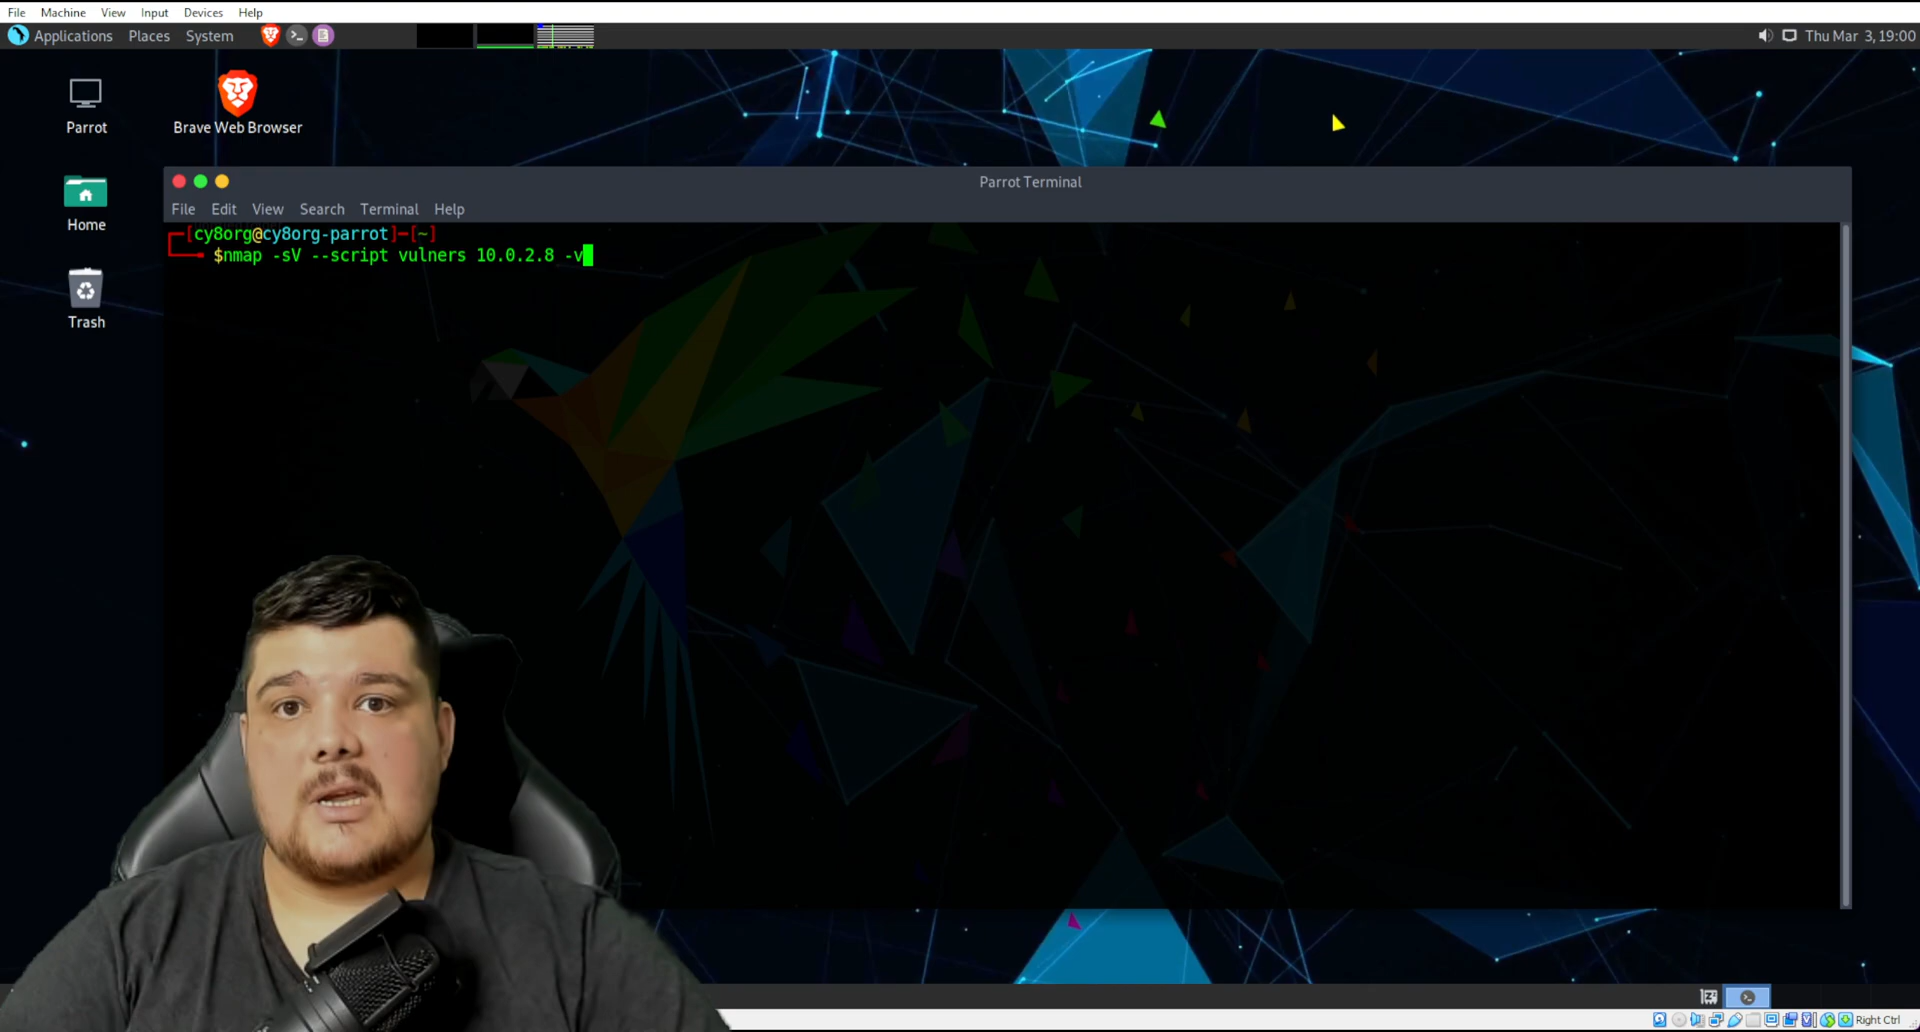 File Machine View Input Devices Help
Applications Places System
Thu Mar 3, 19:00
Parrot
Brave Web Browser
Home
Trash
Parrot Terminal
File Edit View Search Terminal Help
[cy8org@cy8org-parrot]-[~]
$nmap -sV --script vulners 10.0.2.8 -v
Right Ctrl